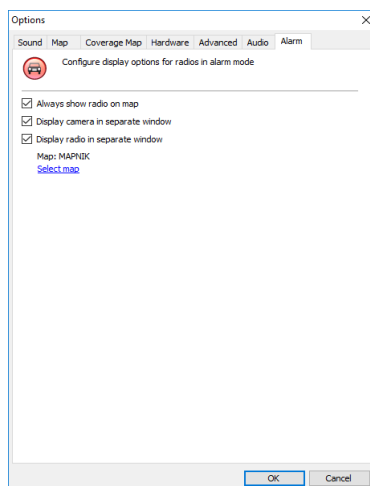 Options
Sound Map Coverage Map Hardware Advanced Audio Alarm
Configure display options for radios in alarm mode
Always show radio on map
Display camera in separate window
Display radio in separate window
Map: MAPNIK
Select map
OK Cancel